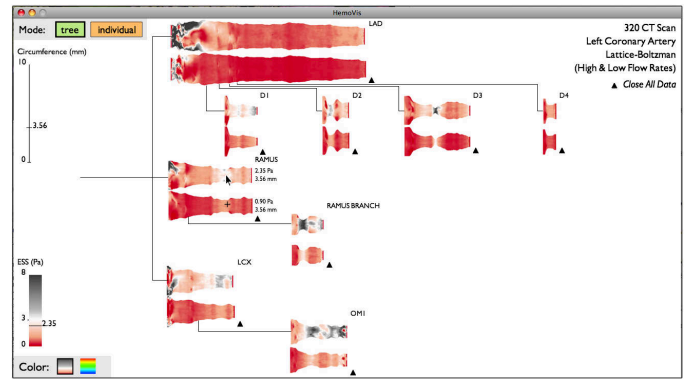 HemoVis
Mode: tree individual
320 CT Scan
Left Coronary Artery
Lattice-Boltzman
(High & Low Flow Rates)
▲ Close All Data
Circumference (mm)
10
3.56
0
LAD
D1
D2
D3
D4
RAMUS
2.35 Pa
3.56 mm
0.90 Pa
3.56 mm
RAMUS BRANCH
LCX
OM1
ESS (Pa)
8
3
2.35
0
Color: